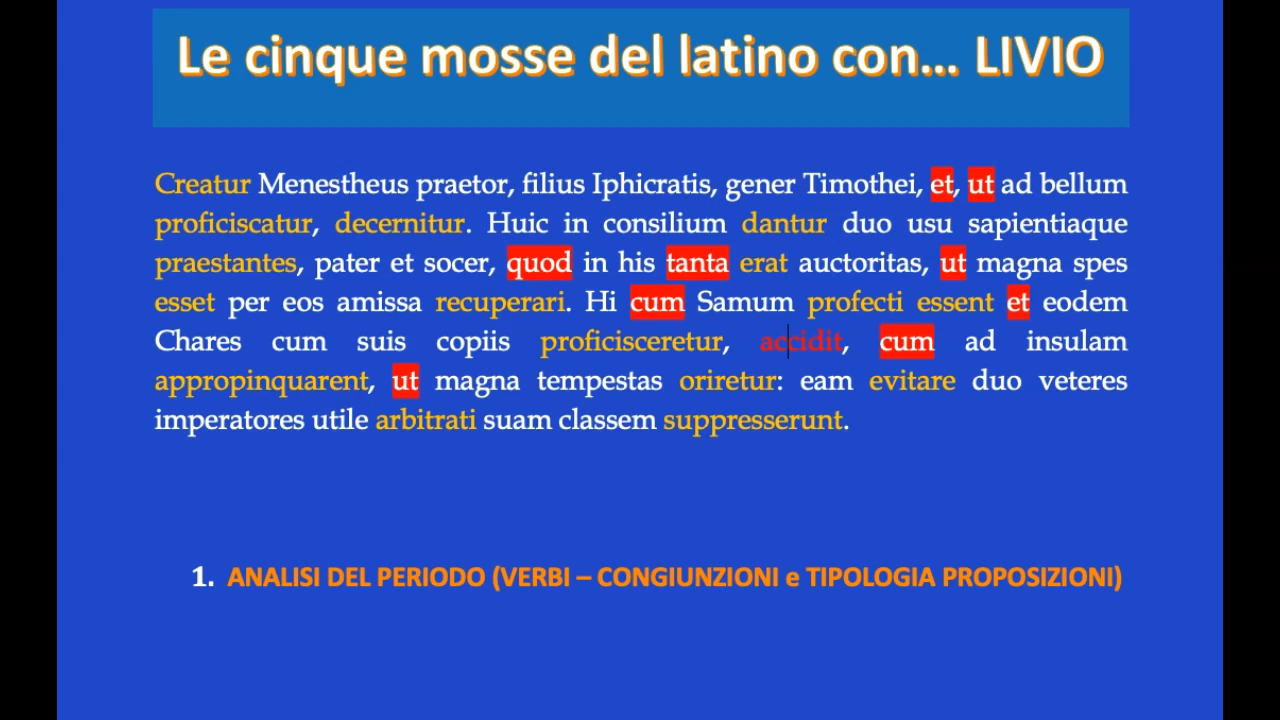 Le cinque mosse del latino con... LIVIO
Creatur Menestheus praetor, filius Iphicratis, gener Timothei, et, ut ad bellum
proficiscatur, decernitur. Huic in consilium dantur duo usu sapientiaque
praestantes, pater et socer, quod in his tanta erat auctoritas, ut magna spes
esset per eos amissa recuperari. Hi cum Samum profecti essent et eodem
Chares cum suis copiis proficisceretur, accidit, cum ad insulam
appropinquarent, ut magna tempestas oriretur: eam evitare duo veteres
imperatores utile arbitrati suam classem suppresserunt.
1. ANALISI DEL PERIODO (VERBI – CONGIUNZIONI e TIPOLOGIA PROPOSIZIONI)